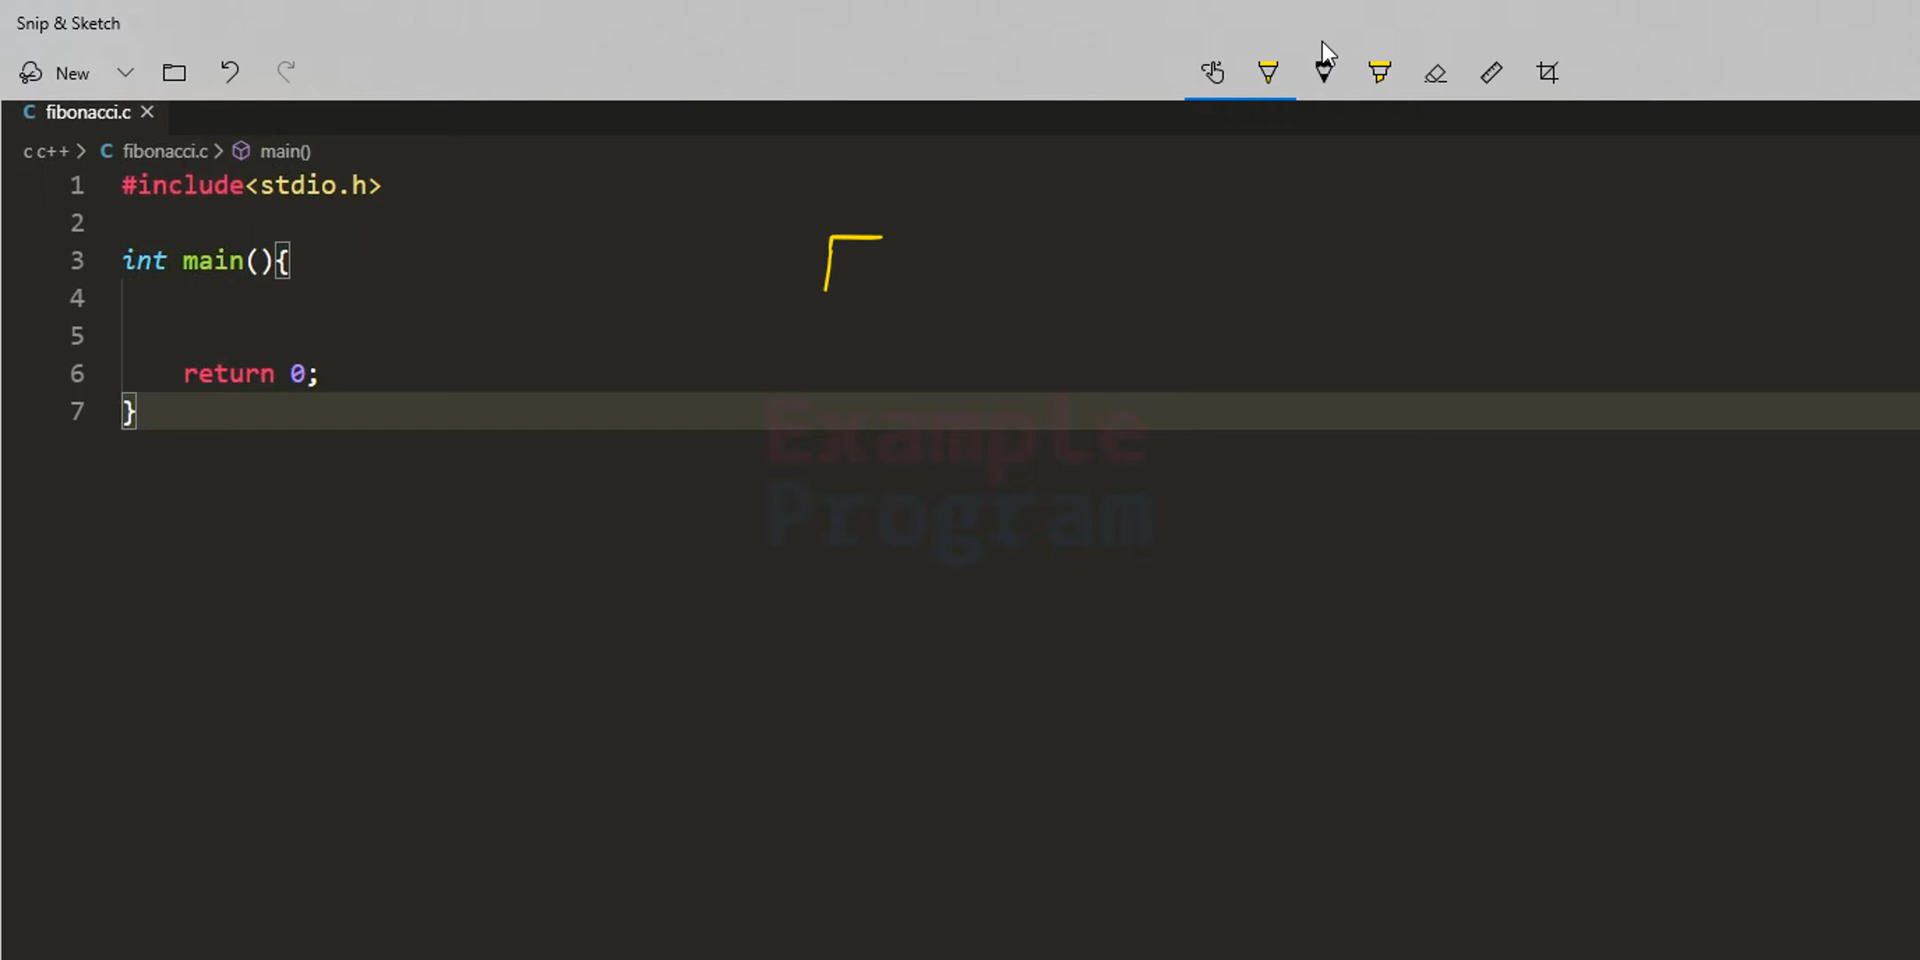 Snip & Sketch
New
fibonacci.c
c c++ > C fibonacci.c > main()
1 #include<stdio.h>
2
3 int main(){
4
5
6 return 0;
7 }
Example
Program